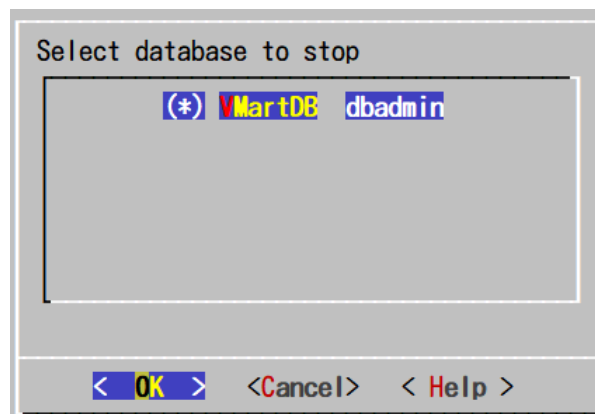 Select database to stop
(*) VMartDB dbadmin
< OK > <Cancel> < Help >